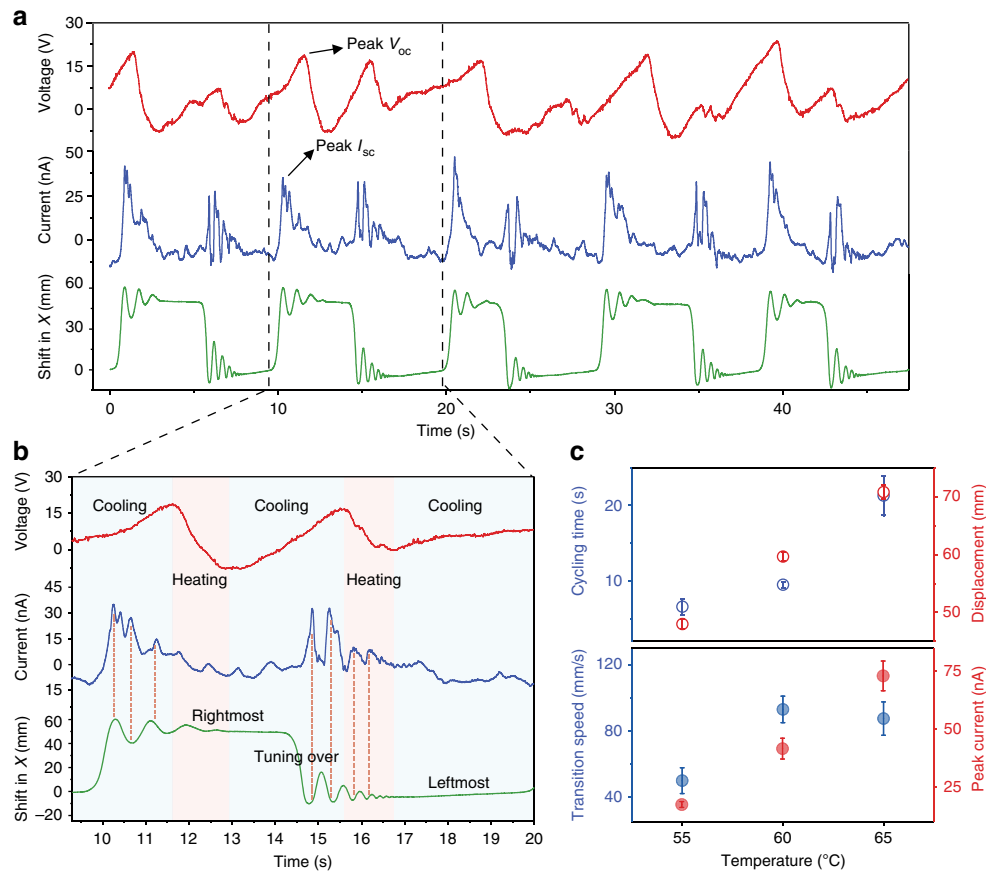 a
Voltage (V)
30
15
0
Peak Voc
Current (nA)
50
25
0
Peak Isc
Shift in X (mm)
60
30
0
0
10
20
30
40
Time (s)
b
Voltage (V)
30
15
0
Cooling
Cooling
Cooling
Heating
Heating
Current (nA)
45
30
15
0
15
Shift in X (mm)
60
40
20
0
−20
Rightmost
Tuning over
Leftmost
10
11
12
13
14
15
16
17
18
19
20
Time (s)
c
Cycling time (s)
20
10
70
60
50
Displacement (mm)
Transition speed (mm/s)
120
80
40
75
50
25
Peak current (nA)
55
60
65
Temperature (°C)